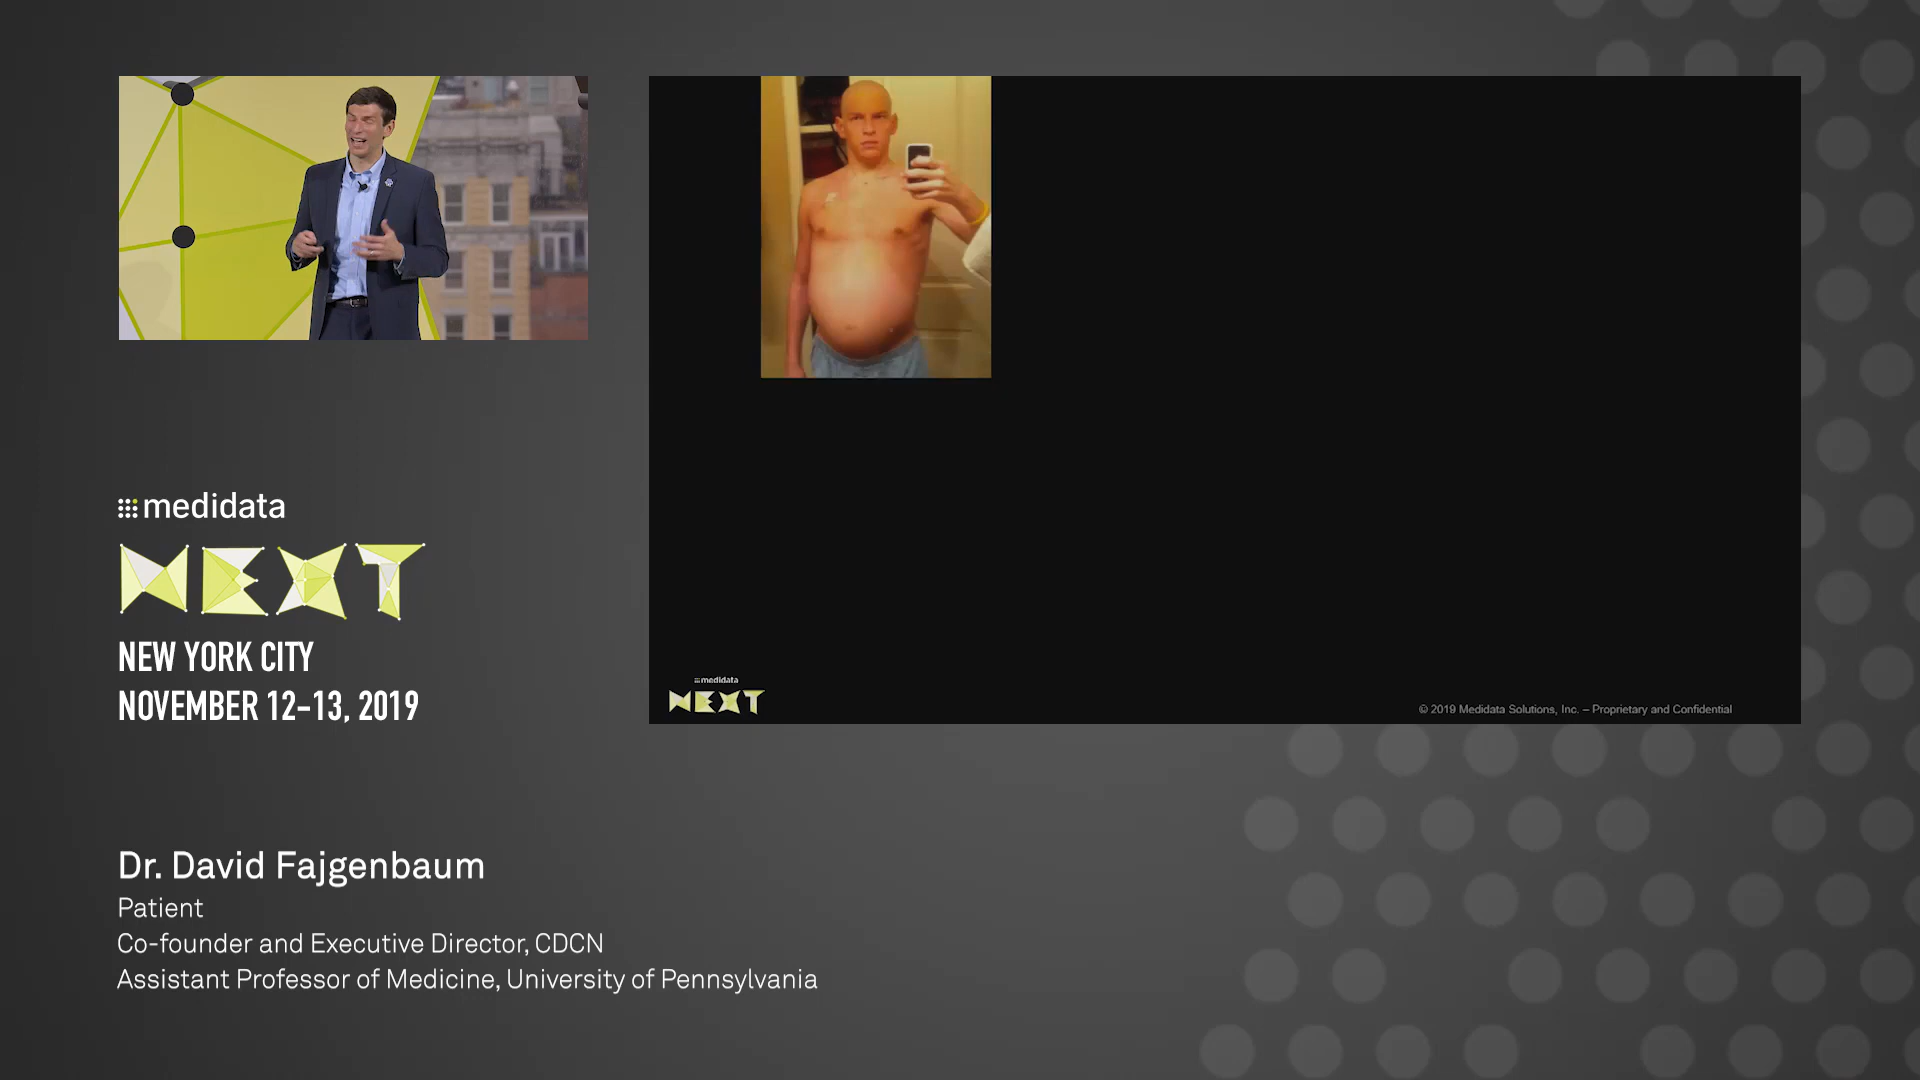 medidata
NEXT
NEW YORK CITY
NOVEMBER 12-13, 2019
medidata
NEXT
© 2019 Medidata Solutions, Inc. – Proprietary and Confidential
Dr. David Fajgenbaum
Patient
Co-founder and Executive Director, CDCN
Assistant Professor of Medicine, University of Pennsylvania